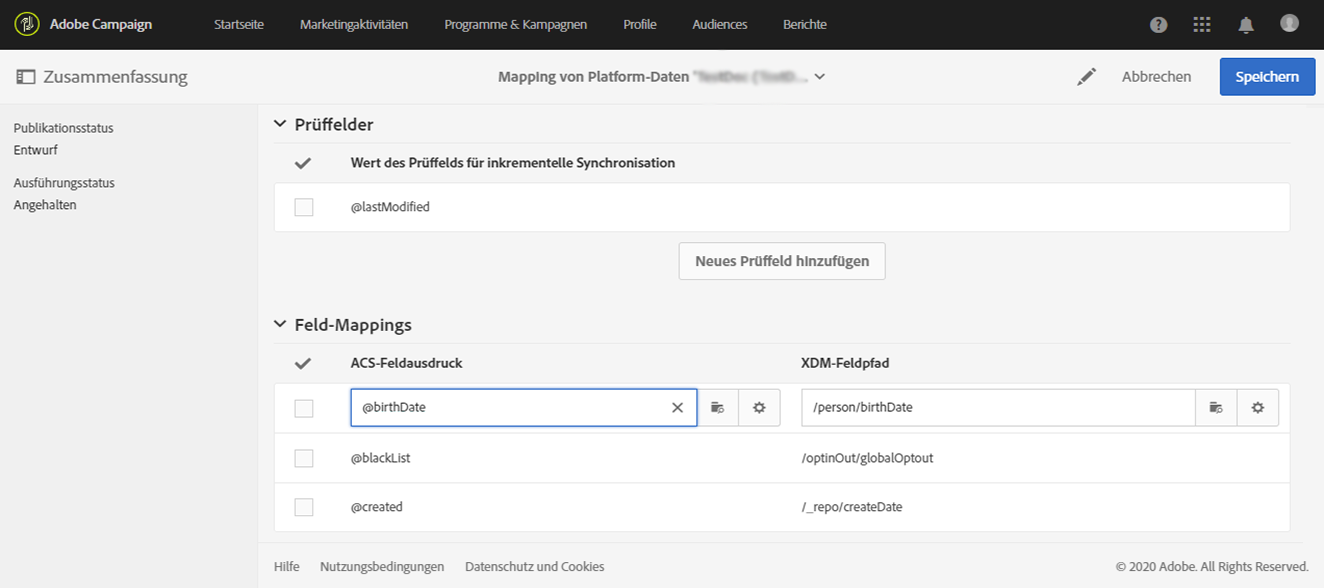 Adobe Campaign Startseite Marketingaktivitäten Programme & Kampagnen Profile Audiences Berichte
Zusammenfassung Mapping von Platform-Daten Abbrechen Speichern
Publikationsstatus
Entwurf
Ausführungsstatus
Angehalten
Prüffelder
Wert des Prüffelds für inkrementelle Synchronisation
@lastModified
Neues Prüffeld hinzufügen
Feld-Mappings
ACS-Feldausdruck XDM-Feldpfad
@birthDate /person/birthDate
@blackList /optinOut/globalOptout
@created /_repo/createDate
Hilfe Nutzungsbedingungen Datenschutz und Cookies © 2020 Adobe. All Rights Reserved.